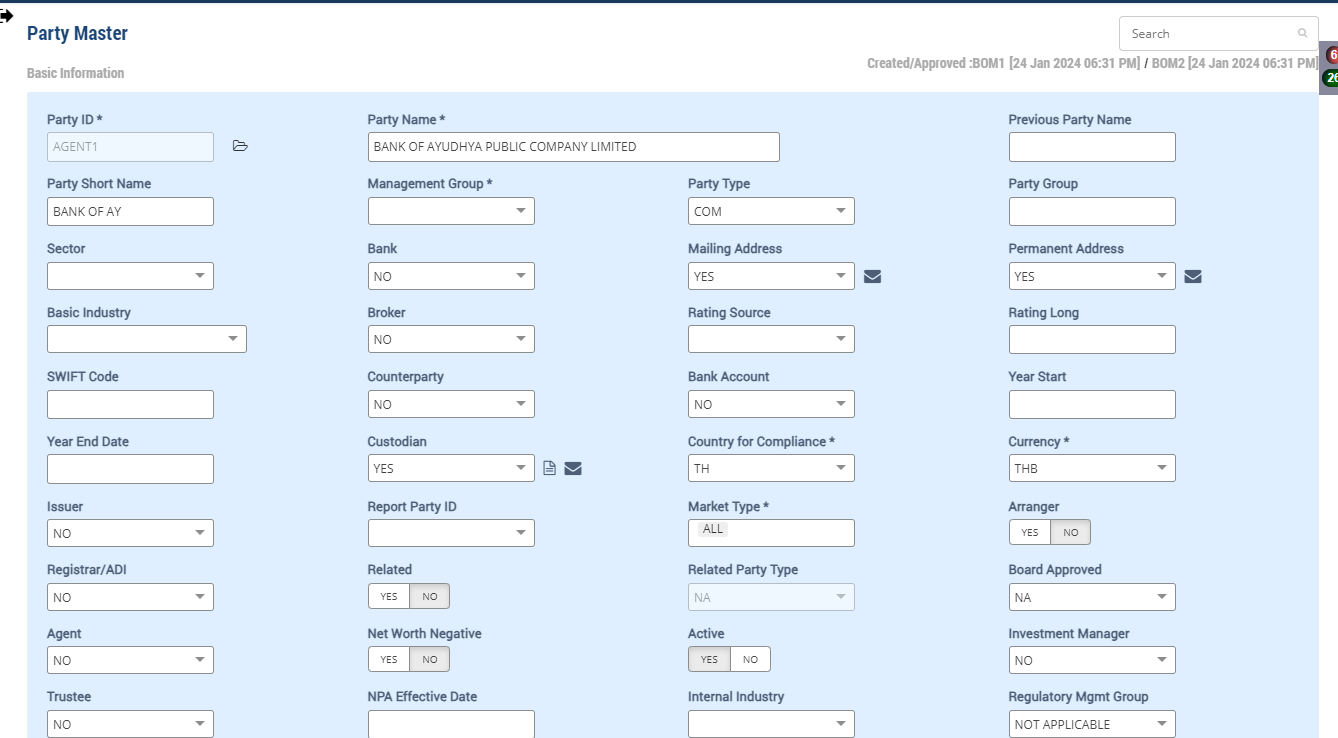 Party Master
Search
Basic Information
Created/Approved :BOM1 [24 Jan 2024 06:31 PM] / BOM2 [24 Jan 2024 06:31 PM]
Party ID * Party Name * Previous Party Name
AGENT1 BANK OF AYUDHYA PUBLIC COMPANY LIMITED
Party Short Name Management Group * Party Type Party Group
BANK OF AY COM
Sector Bank Mailing Address Permanent Address
NO YES YES
Basic Industry Broker Rating Source Rating Long
NO
SWIFT Code Counterparty Bank Account Year Start
NO NO
Year End Date Custodian Country for Compliance * Currency *
YES TH THB
Issuer Report Party ID Market Type * Arranger
NO ALL YES NO
Registrar/ADI Related Related Party Type Board Approved
NO YES NO NA NA
Agent Net Worth Negative Active Investment Manager
NO YES NO YES NO NO
Trustee NPA Effective Date Internal Industry Regulatory Mgmt Group
NO NOT APPLICABLE